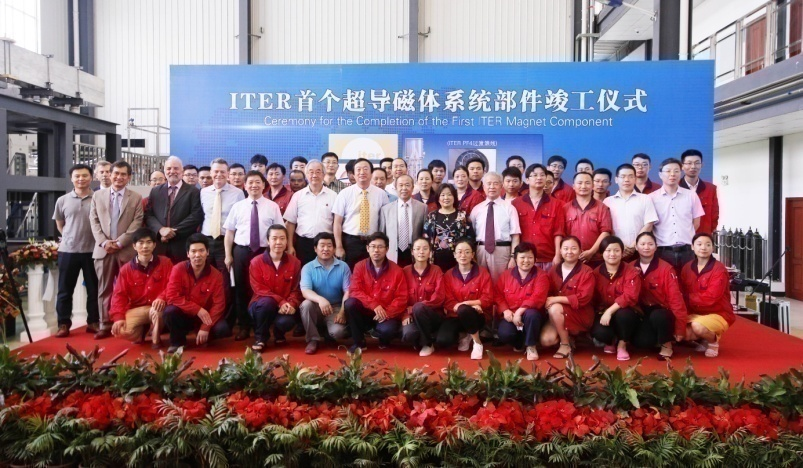 ITER首个超导磁体系统部件竣工仪式
Ceremony for the Completion of the First ITER Magnet Component